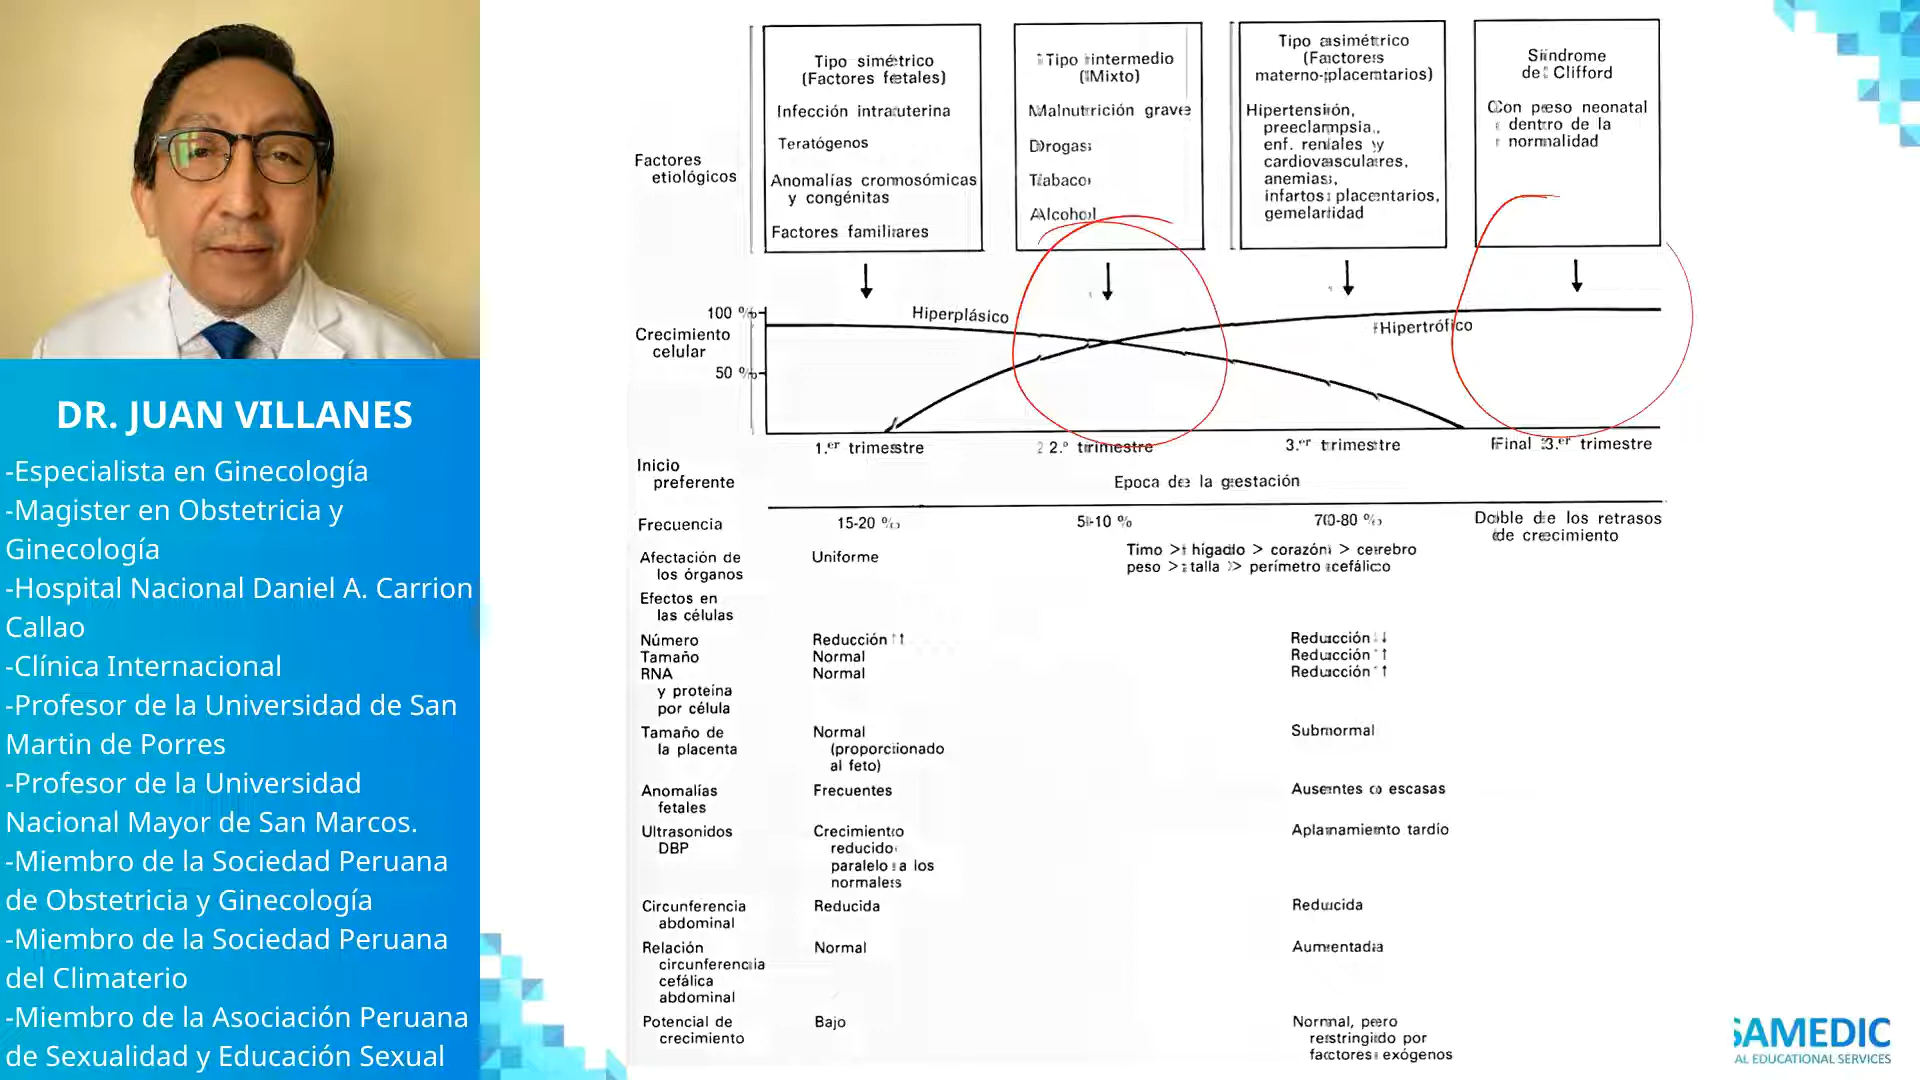 DR. JUAN VILLANES
-Especialista en Ginecología
-Magister en Obstetricia y
Ginecología
-Hospital Nacional Daniel A. Carrion
Callao
-Clínica Internacional
-Profesor de la Universidad de San
Martin de Porres
-Profesor de la Universidad
Nacional Mayor de San Marcos.
-Miembro de la Sociedad Peruana
de Obstetricia y Ginecología
-Miembro de la Sociedad Peruana
del Climaterio
-Miembro de la Asociación Peruana
de Sexualidad y Educación Sexual
Factores
etiológicos
Tipo simétrico
(Factores fetales)
Infección intrauterina
Teratógenos
Anomalías cromosómicas
y congénitas
Factores familiares
Tipo intermedio
(Mixto)
Malnutrición grave
Drogas
Tabaco
Alcohol
Tipo asimétrico
(Factores
materno-placentarios)
Hipertensión,
preeclampsia,
enf. renales y
cardiovasculares,
anemias,
infartos placentarios,
gemelaridad
Síndrome
de Clifford
Con peso neonatal
dentro de la
normalidad
Crecimiento
celular
100 %
50 %
Hiperplásico
Hipertrófico
1.er trimestre
2.º trimestre
3.er trimestre
Final 3.er trimestre
Inicio
preferente
Epoca de la gestación
Frecuencia
15-20 %
5-10 %
70-80 %
Doble de los retrasos
de crecimiento
Afectación de
los órganos
Uniforme
Timo > hígado > corazón > cerebro
peso > talla > perímetro cefálico
Efectos en
las células
Número
Reducción ↑
Reducción ↓
Tamaño
Normal
Reducción ↑
RNA
y proteína
por célula
Normal
Reducción ↑
Tamaño de
la placenta
Normal
(proporcionado
al feto)
Submormal
Anomalías
fetales
Frecuentes
Ausentes o escasas
Ultrasonidos
DBP
Crecimiento
reducido
paralelo a los
normales
Aplanamiento tardío
Circunferencia
abdominal
Reducida
Reducida
Relación
circunferencia
cefálica
abdominal
Normal
Aumentada
Potencial de
crecimiento
Bajo
Normal, pero
restringido por
factores exógenos
SAMEDIC
AL EDUCATIONAL SERVICES